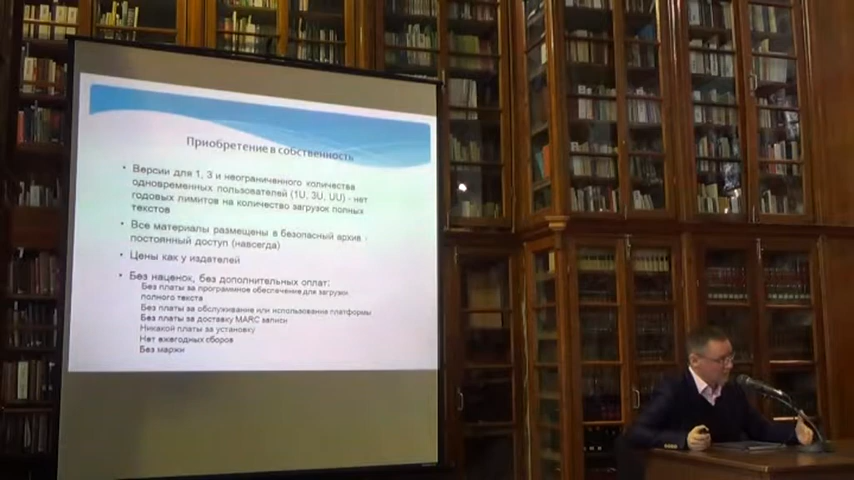 Приобретение в собственность
• Версии для 1, 3 и неограниченного количества
одновременных пользователей (1U, 3U, UU) - нет
годовых лимитов на количество загрузок полных
текстов
• Все материалы размещены в безопасный архив -
постоянный доступ (навсегда)
• Цены как у издателей
• Без наценок, без дополнительных оплат:
Без платы за программное обеспечение для загрузки
полного текста
Без платы за обслуживание или использование платформы
Без платы за доставку MARC записи
Никакой платы за установку
Нет ежегодных сборов
Без маржи